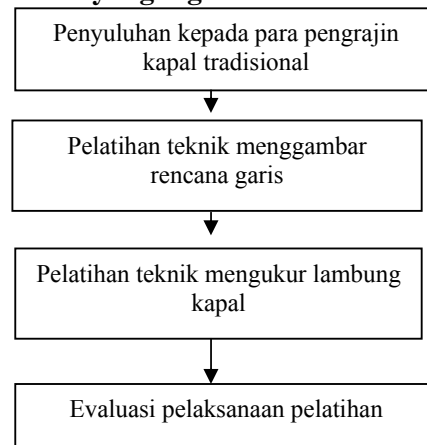 Penyuluhan kepada para pengrajin
kapal tradisional
Pelatihan teknik menggambar
rencana garis
Pelatihan teknik mengukur lambung
kapal
Evaluasi pelaksanaan pelatihan